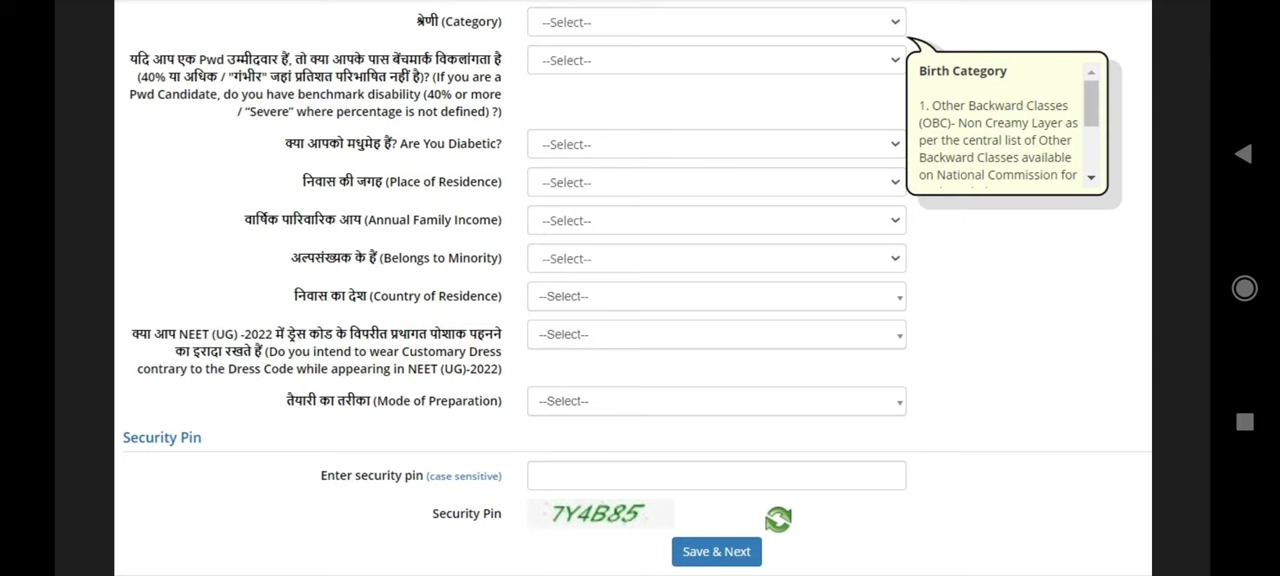 श्रेणी (Category)
--Select--
यदि आप एक Pwd उम्मीदवार हैं, तो क्या आपके पास बेंचमार्क विकलांगता है
(40% या अधिक / "गंभीर" जहां प्रतिशत परिभाषित नहीं है)? (If you are a
Pwd Candidate, do you have benchmark disability (40% or more
/ “Severe” where percentage is not defined) ?)
--Select--
Birth Category
1. Other Backward Classes
(OBC)- Non Creamy Layer as
per the central list of Other
Backward Classes available
on National Commission for
क्या आपको मधुमेह हैं? Are You Diabetic?
--Select--
निवास की जगह (Place of Residence)
--Select--
वार्षिक पारिवारिक आय (Annual Family Income)
--Select--
अल्पसंख्यक के हैं (Belongs to Minority)
--Select--
निवास का देश (Country of Residence)
--Select--
क्या आप NEET (UG) -2022 में ड्रेस कोड के विपरीत प्रथागत पोशाक पहनने
का इरादा रखते हैं (Do you intend to wear Customary Dress
contrary to the Dress Code while appearing in NEET (UG)-2022)
--Select--
तैयारी का तरीका (Mode of Preparation)
--Select--
Security Pin
Enter security pin (case sensitive)
Security Pin
7Y4B85
Save & Next